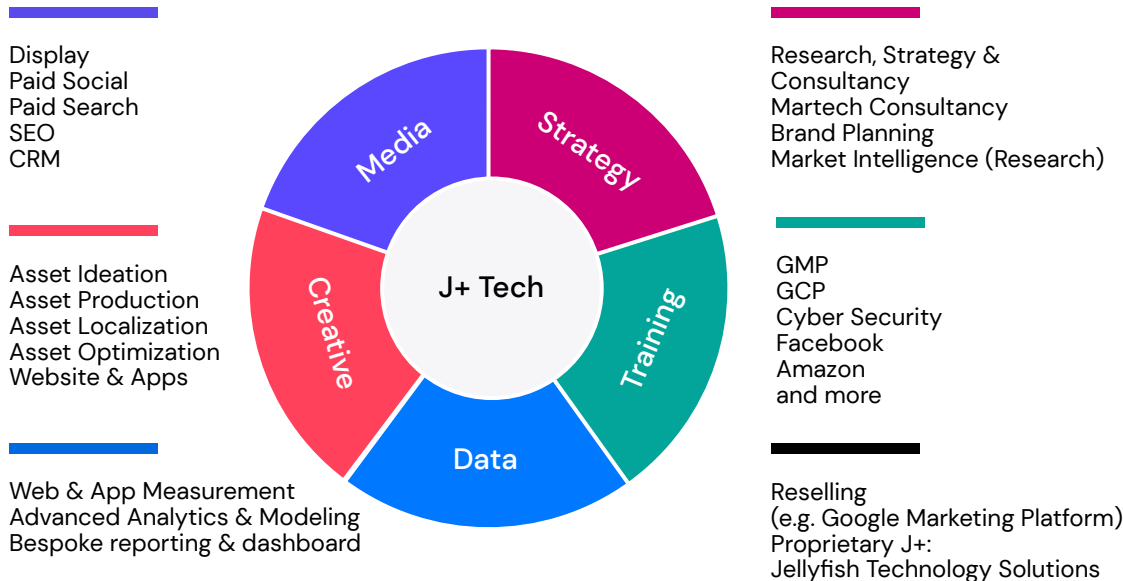 Display
Paid Social
Paid Search
SEO
CRM
Asset Ideation
Asset Production
Asset Localization
Asset Optimization
Website & Apps
Web & App Measurement
Advanced Analytics & Modeling
Bespoke reporting & dashboard
Media
Strategy
Creative
J+ Tech
Training
Data
Research, Strategy &
Consultancy
Martech Consultancy
Brand Planning
Market Intelligence (Research)
GMP
GCP
Cyber Security
Facebook
Amazon
and more
Reselling
(e.g. Google Marketing Platform)
Proprietary J+:
Jellyfish Technology Solutions